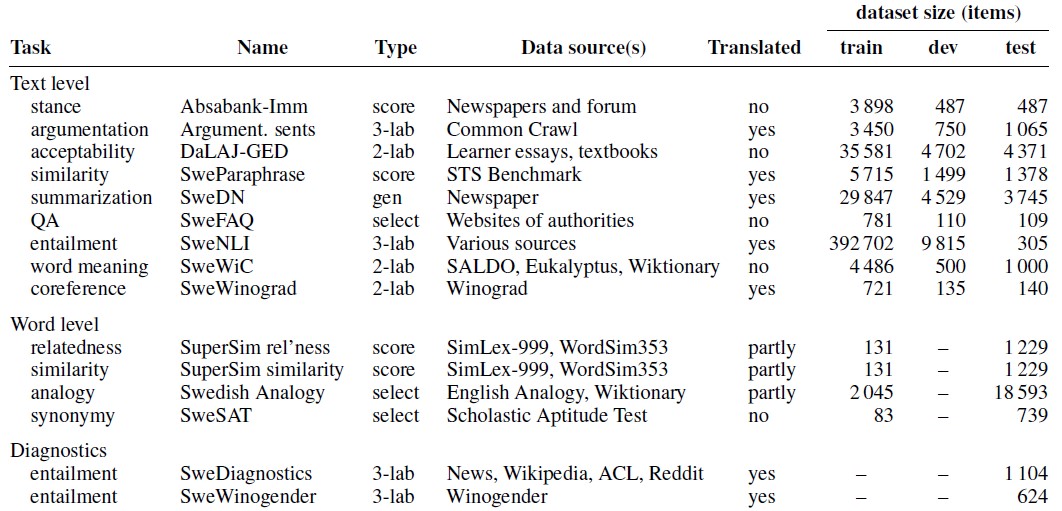 dataset size (items)
Task Name Type Data source(s) Translated train dev test
Text level
stance Absabank-Imm score Newspapers and forum no 3 898 487 487
argumentation Argument. sents 3-lab Common Crawl yes 3 450 750 1 065
acceptability DaLAJ-GED 2-lab Learner essays, textbooks no 35 581 4 702 4 371
similarity SweParaphrase score STS Benchmark yes 5 715 1 499 1 378
summarization SweDN gen Newspaper yes 29 847 4 529 3 745
QA SweFAQ select Websites of authorities no 781 110 109
entailment SweNLI 3-lab Various sources yes 392 702 9 815 305
word meaning SweWiC 2-lab SALDO, Eukalyptus, Wiktionary no 4 486 500 1 000
coreference SweWinograd 2-lab Winograd yes 721 135 140
Word level
relatedness SuperSim rel'ness score SimLex-999, WordSim353 partly 131 – 1 229
similarity SuperSim similarity score SimLex-999, WordSim353 partly 131 – 1 229
analogy Swedish Analogy select English Analogy, Wiktionary partly 2 045 – 18 593
synonymy SweSAT select Scholastic Aptitude Test no 83 – 739
Diagnostics
entailment SweDiagnostics 3-lab News, Wikipedia, ACL, Reddit yes – – 1 104
entailment SweWinogender 3-lab Winogender yes – – 624